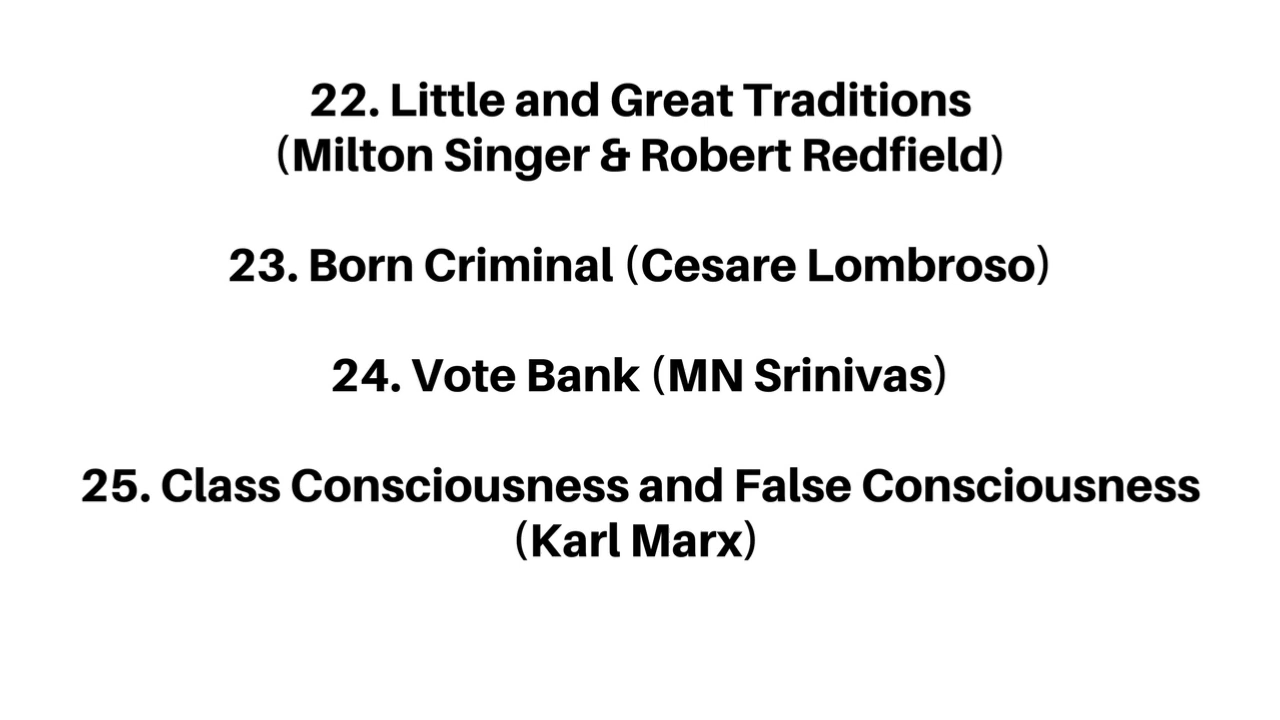 22. Little and Great Traditions
(Milton Singer & Robert Redfield)
23. Born Criminal (Cesare Lombroso)
24. Vote Bank (MN Srinivas)
25. Class Consciousness and False Consciousness
(Karl Marx)